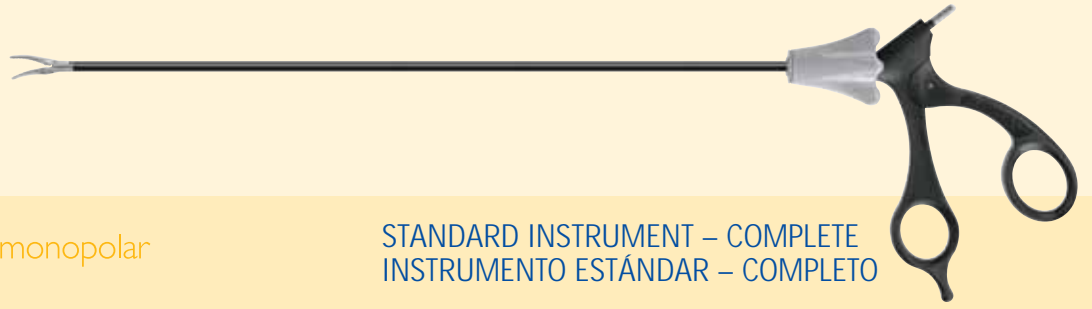 monopolar
STANDARD INSTRUMENT – COMPLETE
INSTRUMENTO ESTÁNDAR – COMPLETO